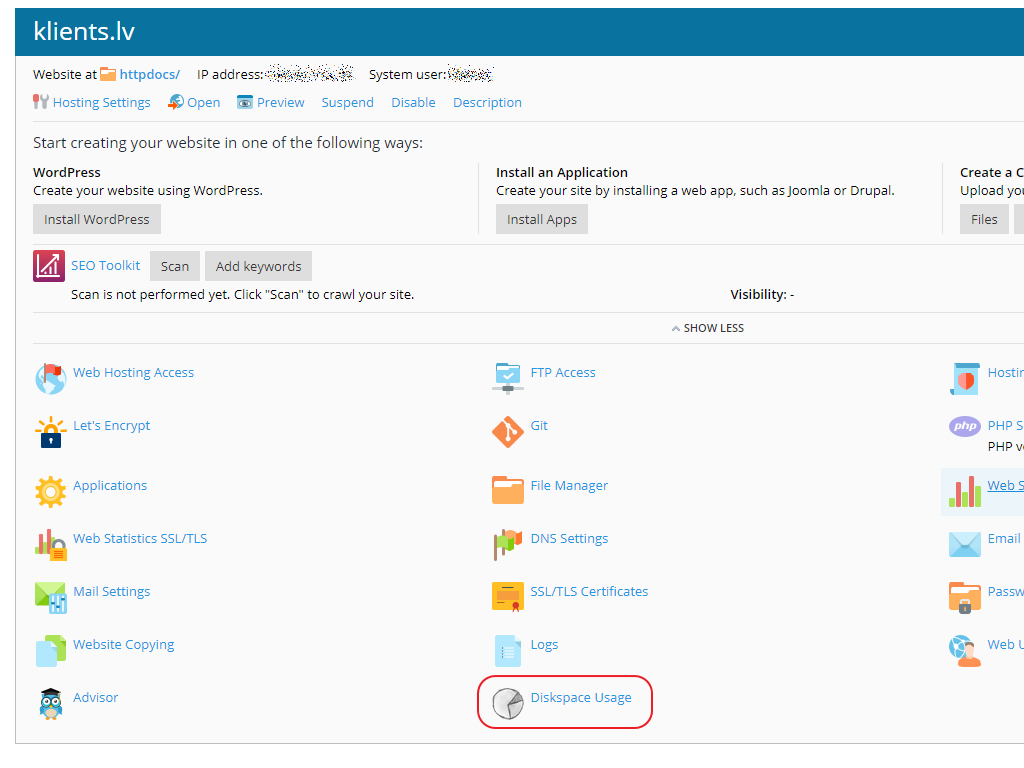 klients.lv
Website at httpdocs/ IP address: System user:
Hosting Settings Open Preview Suspend Disable Description
Start creating your website in one of the following ways:
WordPress
Create your website using WordPress.
Install WordPress
Install an Application
Create your site by installing a web app, such as Joomla or Drupal.
Install Apps
Create a C
Upload you
Files
SEO Toolkit Scan Add keywords
Scan is not performed yet. Click "Scan" to crawl your site.
Visibility: -
SHOW LESS
Web Hosting Access
FTP Access
Hostin
Let's Encrypt
Git
php
PHP S
PHP ve
Applications
File Manager
Web S
Web Statistics SSL/TLS
DNS Settings
Email
Mail Settings
SSL/TLS Certificates
Passw
Website Copying
Logs
Web U
Advisor
Diskspace Usage